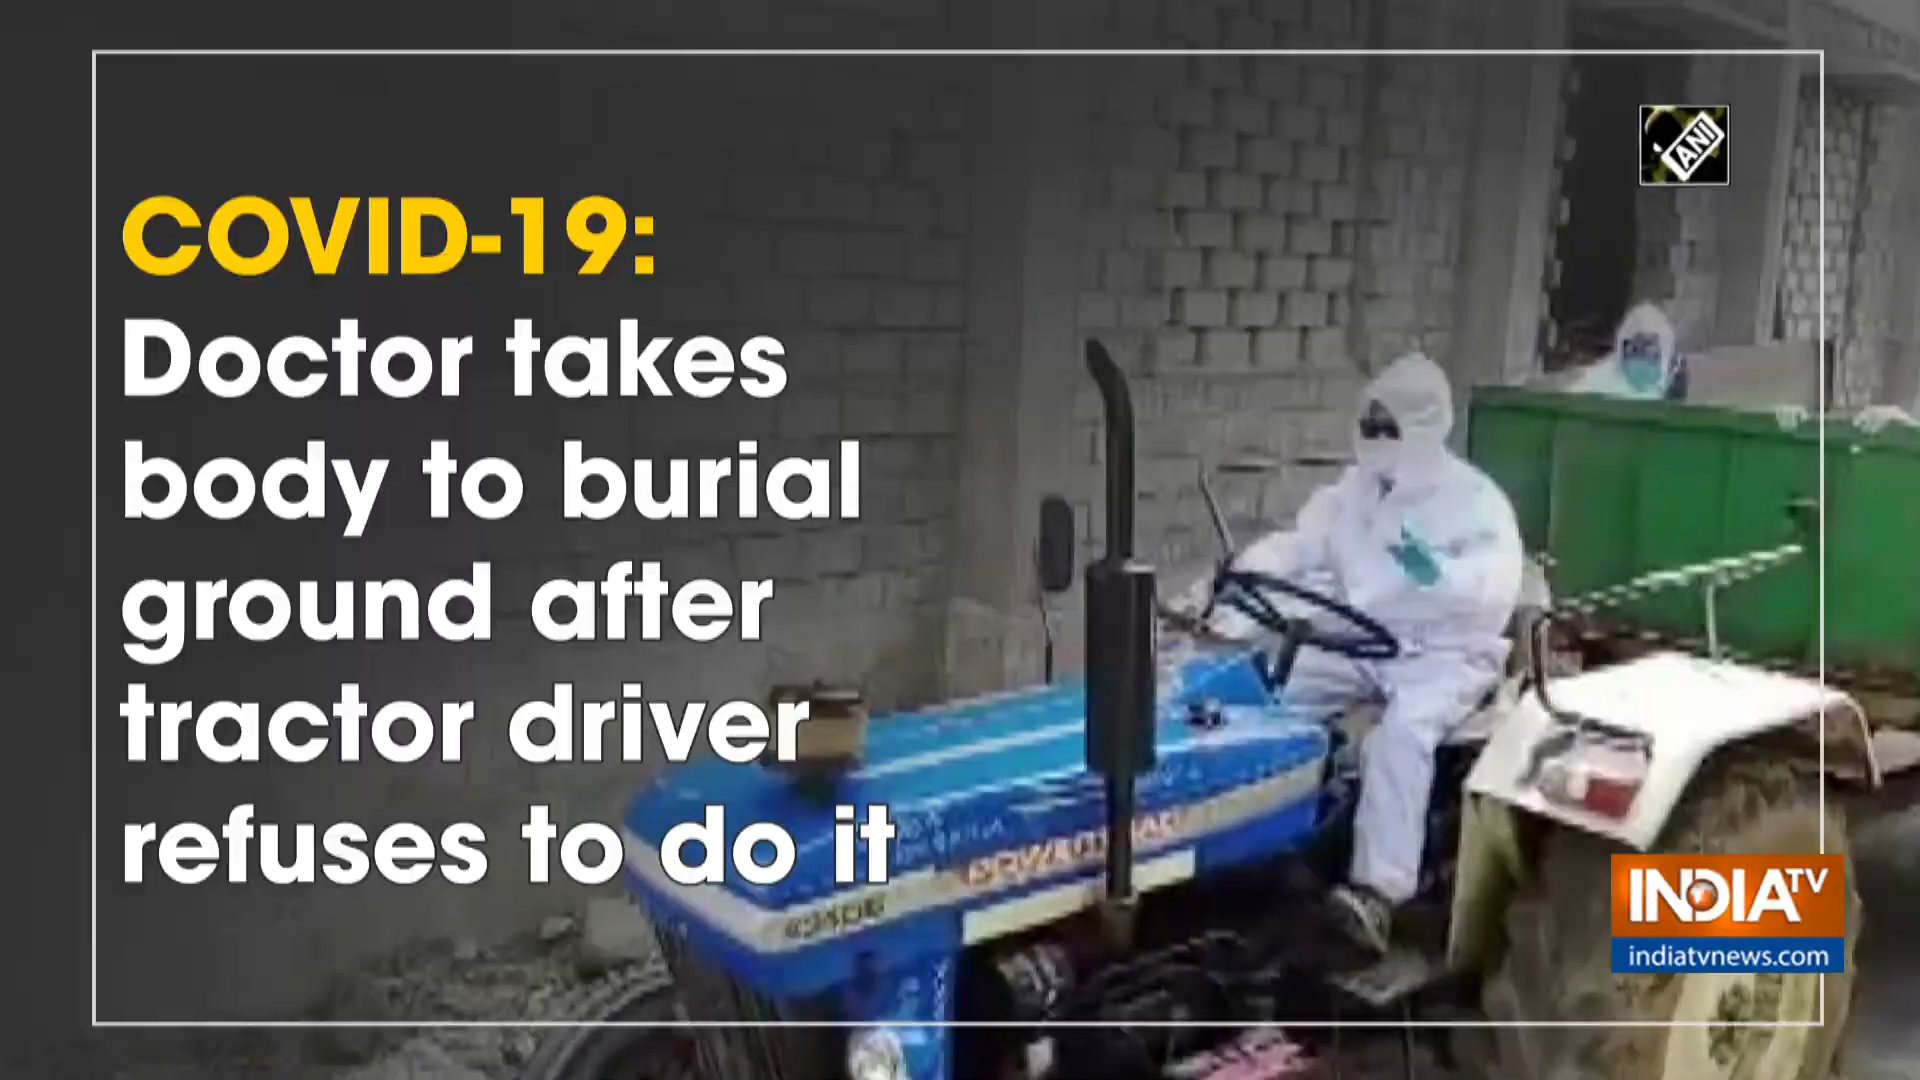 ANI
COVID-19:
Doctor takes
body to burial
ground after
tractor driver
refuses to do it
INDIA TV
indiatvnews.com